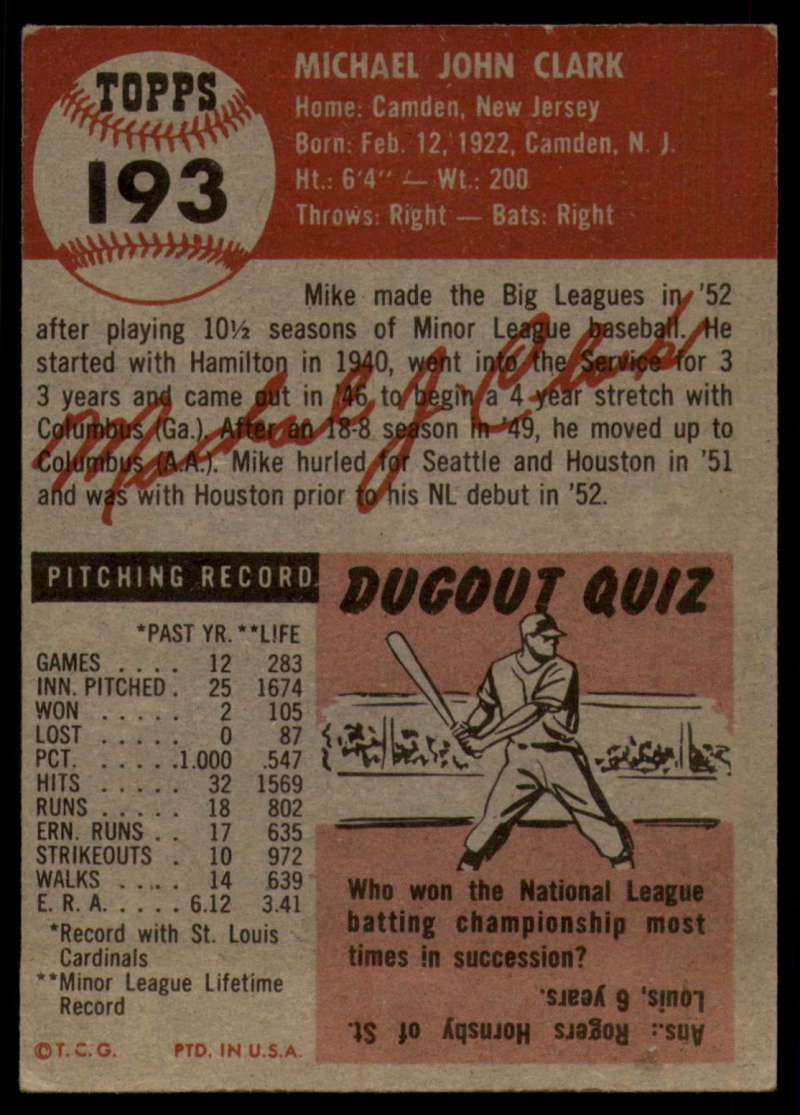 TOPPS
193
MICHAEL JOHN CLARK
Home: Camden, New Jersey
Born: Feb. 12, 1922, Camden, N. J.
Ht.: 6'4" — Wt.: 200
Throws: Right — Bats: Right
Mike made the Big Leagues in '52
after playing 10½ seasons of Minor League baseball. He
started with Hamilton in 1940, went into the Service for 3
3 years and came out in '46 to begin a 4-year stretch with
Columbus (Ga.). After an 18-8 season in '49, he moved up to
Columbus (A.A.). Mike hurled for Seattle and Houston in '51
and was with Houston prior to his NL debut in '52.
Michael J Clark
PITCHING RECORD
*PAST YR. **LIFE
GAMES . . . . 12 283
INN. PITCHED . 25 1674
WON . . . . . 2 105
LOST . . . . . 0 87
PCT. . . . . .1.000 .547
HITS . . . . . 32 1569
RUNS . . . . . 18 802
ERN. RUNS . . 17 635
STRIKEOUTS . 10 972
WALKS . . . . 14 639
E. R. A. . . . . 6.12 3.41
*Record with St. Louis
Cardinals
**Minor League Lifetime
Record
© T. C. G. PTD. IN U.S.A.
DUGOUT QUIZ
Who won the National League
batting championship most
times in succession?
Ans.: Rogers Hornsby of St.
Louis, 6 years.